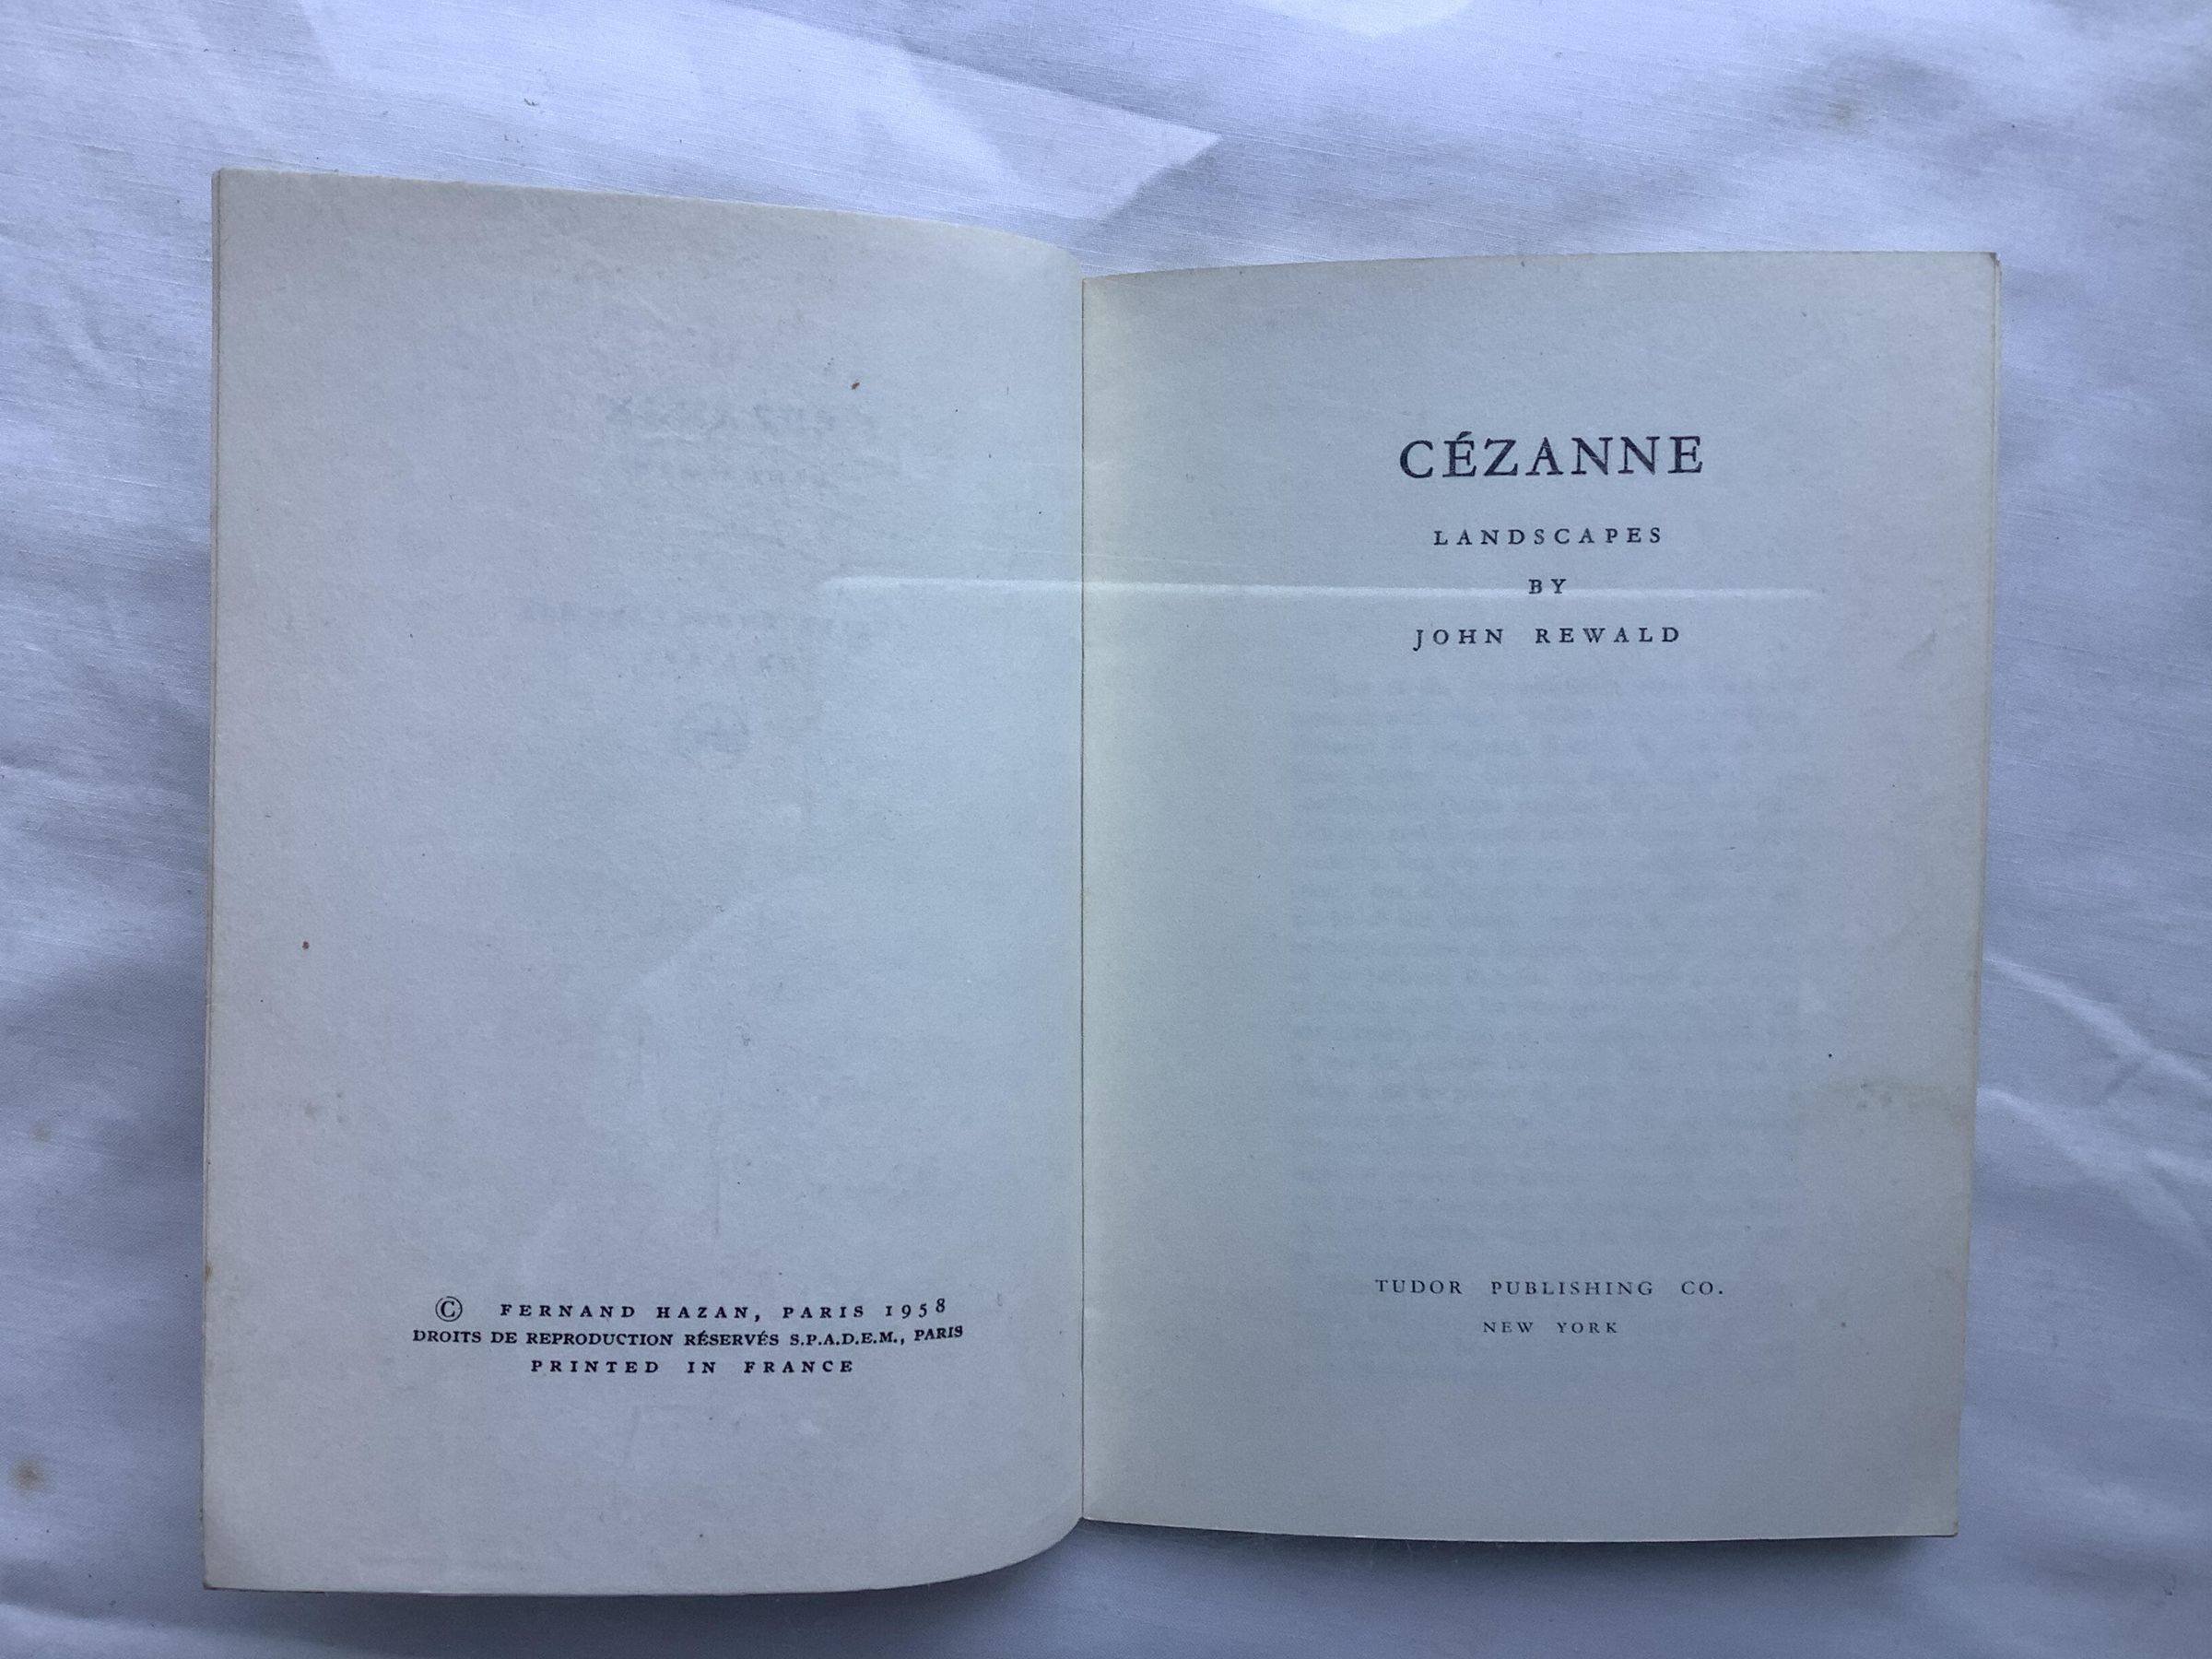 © FERNAND HAZAN, PARIS 1958
DROITS DE REPRODUCTION RÉSERVÉS S.P.A.D.E.M., PARIS
PRINTED IN FRANCE
CÉZANNE
LANDSCAPES
BY
JOHN REWALD
TUDOR PUBLISHING CO.
NEW YORK